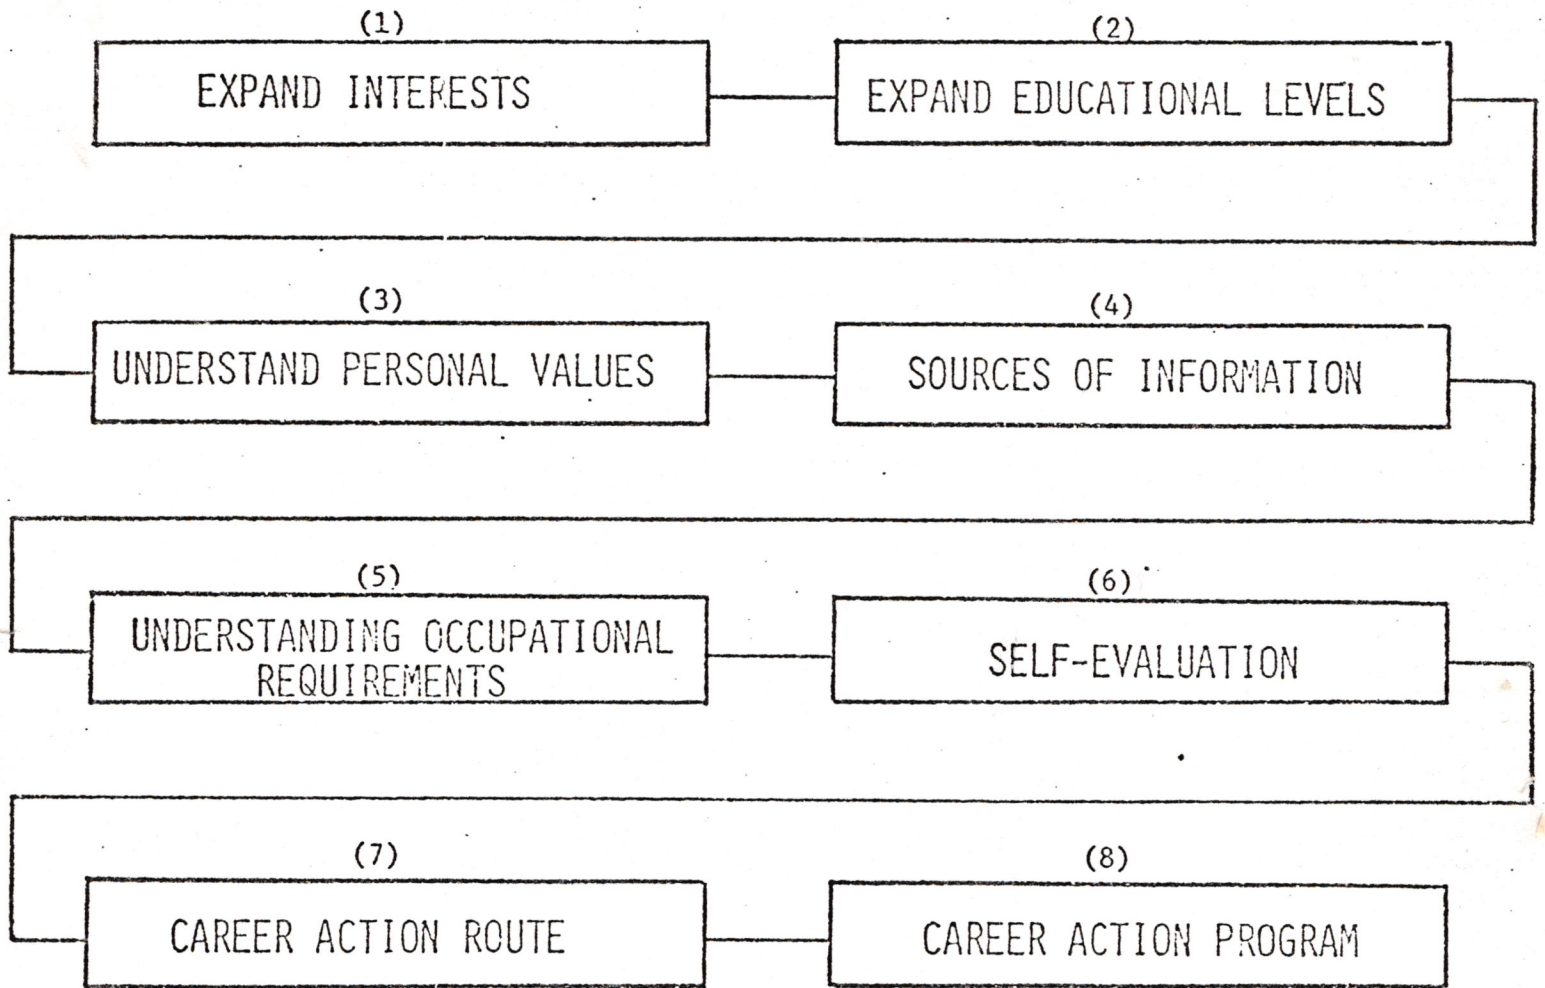 (1)
EXPAND INTERESTS
(2)
EXPAND EDUCATIONAL LEVELS
(3)
UNDERSTAND PERSONAL VALUES
(4)
SOURCES OF INFORMATION
(5)
UNDERSTANDING OCCUPATIONAL
REQUIREMENTS
(6)
SELF-EVALUATION
(7)
CAREER ACTION ROUTE
(8)
CAREER ACTION PROGRAM